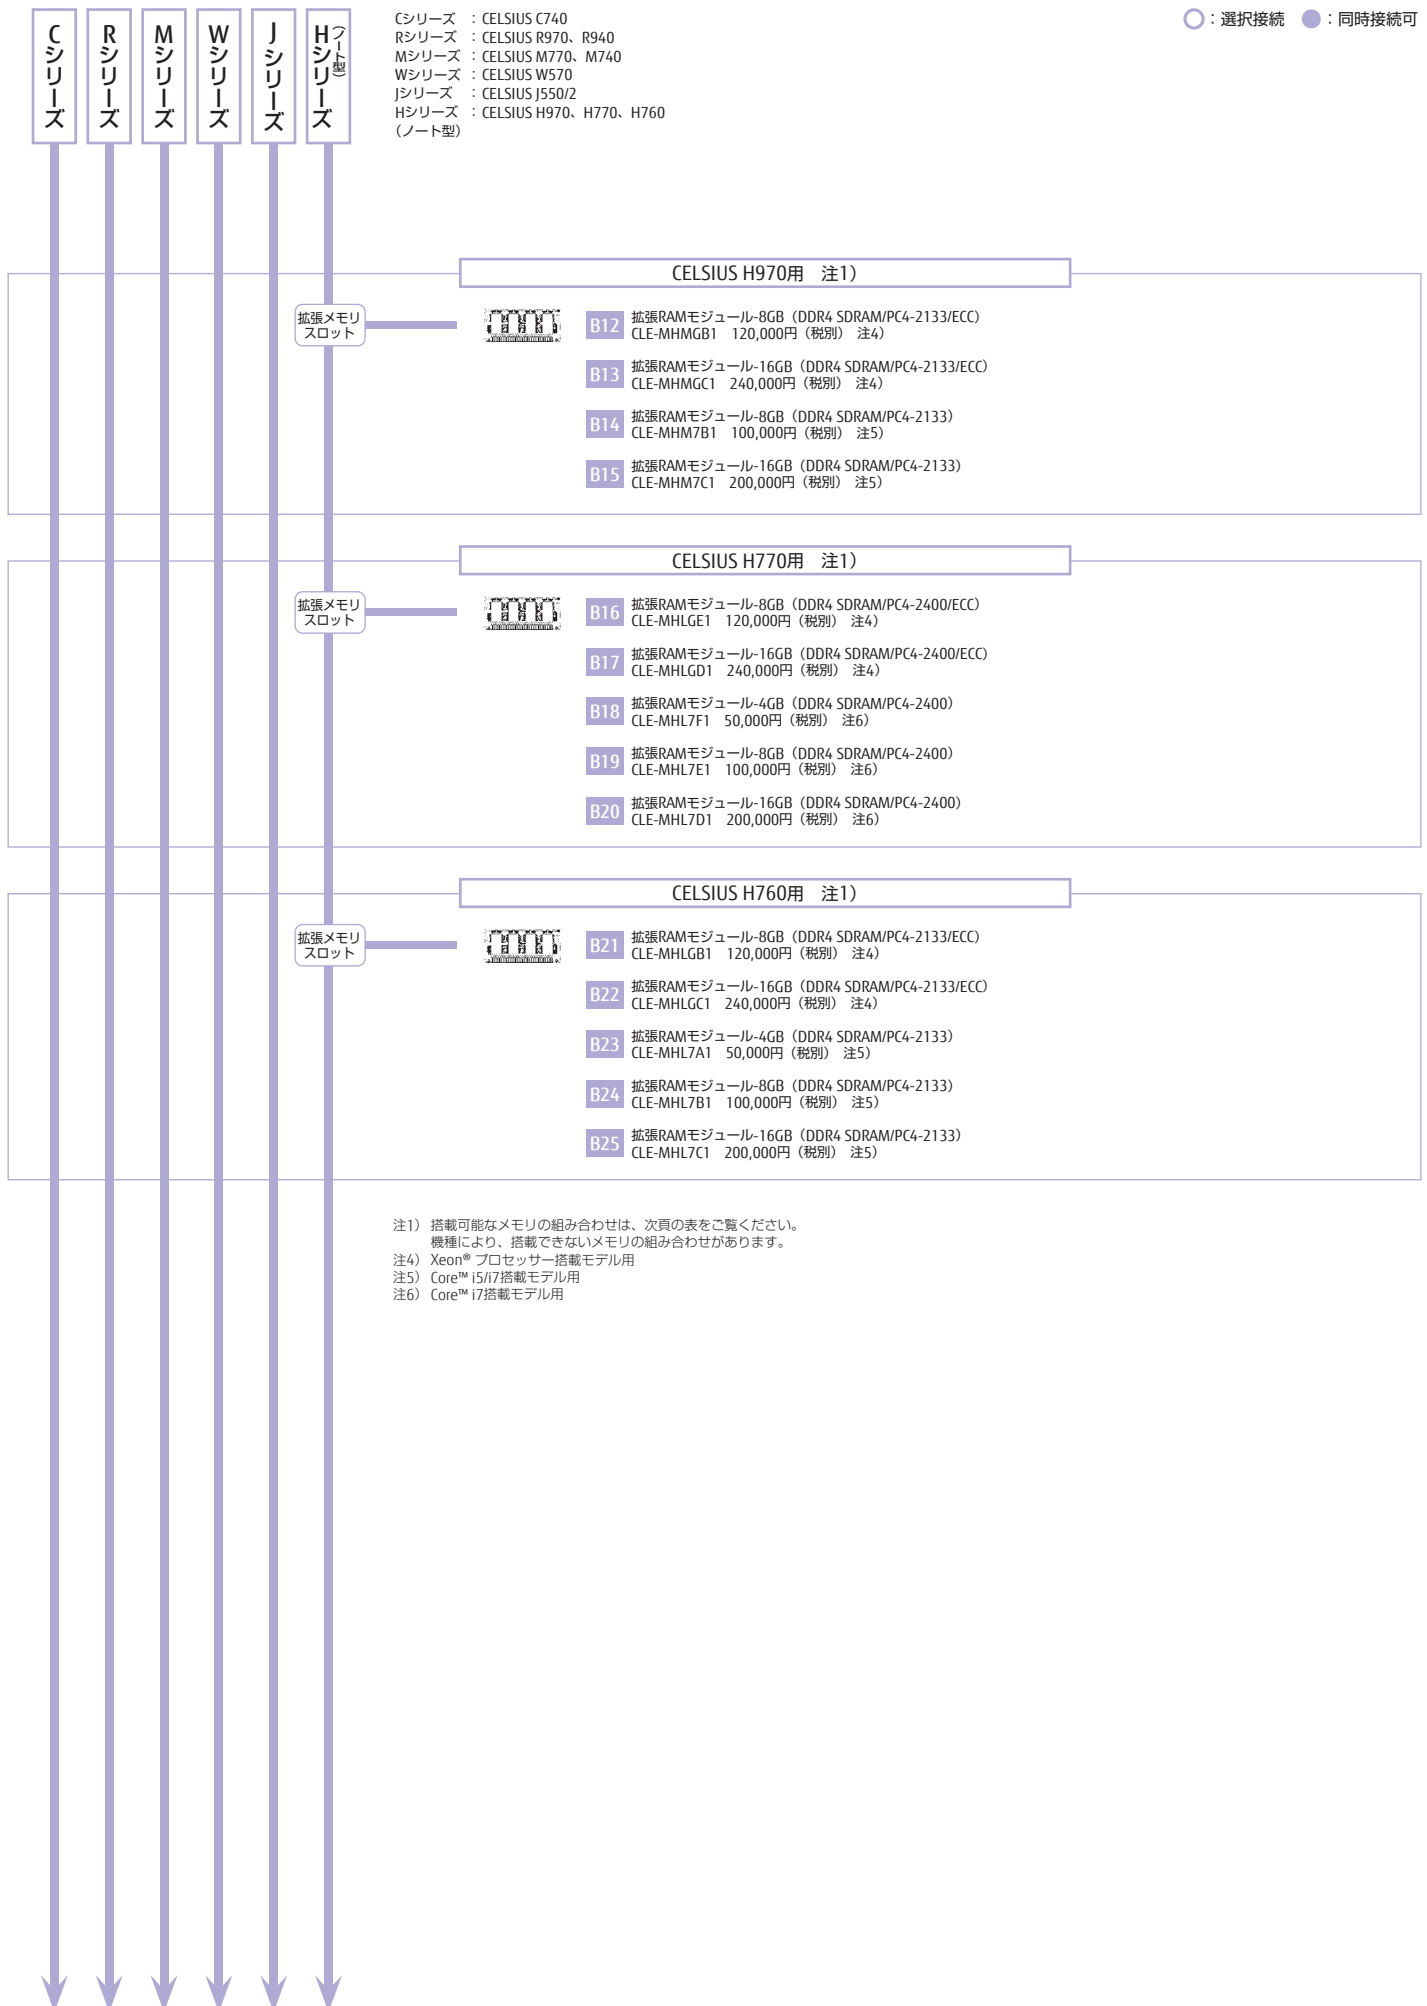 Cシリーズ
Rシリーズ
Mシリーズ
Wシリーズ
Jシリーズ
Hシリーズ（ノート型）
Cシリーズ ：CELSIUS C740
Rシリーズ ：CELSIUS R970、R940
Mシリーズ ：CELSIUS M770、M740
Wシリーズ ：CELSIUS W570
Jシリーズ ：CELSIUS J550/2
Hシリーズ ：CELSIUS H970、H770、H760
（ノート型）
：選択接続 ：同時接続可
CELSIUS H970用 注1）
拡張メモリ
スロット
B12 拡張RAMモジュール-8GB（DDR4 SDRAM/PC4-2133/ECC）
CLE-MHMGB1 120,000円（税別） 注4）
B13 拡張RAMモジュール-16GB（DDR4 SDRAM/PC4-2133/ECC）
CLE-MHMGC1 240,000円（税別） 注4）
B14 拡張RAMモジュール-8GB（DDR4 SDRAM/PC4-2133）
CLE-MHM7B1 100,000円（税別） 注5）
B15 拡張RAMモジュール-16GB（DDR4 SDRAM/PC4-2133）
CLE-MHM7C1 200,000円（税別） 注5）
CELSIUS H770用 注1）
拡張メモリ
スロット
B16 拡張RAMモジュール-8GB（DDR4 SDRAM/PC4-2400/ECC）
CLE-MHLGE1 120,000円（税別） 注4）
B17 拡張RAMモジュール-16GB（DDR4 SDRAM/PC4-2400/ECC）
CLE-MHLGD1 240,000円（税別） 注4）
B18 拡張RAMモジュール-4GB（DDR4 SDRAM/PC4-2400）
CLE-MHL7F1 50,000円（税別） 注6）
B19 拡張RAMモジュール-8GB（DDR4 SDRAM/PC4-2400）
CLE-MHL7E1 100,000円（税別） 注6）
B20 拡張RAMモジュール-16GB（DDR4 SDRAM/PC4-2400）
CLE-MHL7D1 200,000円（税別） 注6）
CELSIUS H760用 注1）
拡張メモリ
スロット
B21 拡張RAMモジュール-8GB（DDR4 SDRAM/PC4-2133/ECC）
CLE-MHLGB1 120,000円（税別） 注4）
B22 拡張RAMモジュール-16GB（DDR4 SDRAM/PC4-2133/ECC）
CLE-MHLGC1 240,000円（税別） 注4）
B23 拡張RAMモジュール-4GB（DDR4 SDRAM/PC4-2133）
CLE-MHL7A1 50,000円（税別） 注5）
B24 拡張RAMモジュール-8GB（DDR4 SDRAM/PC4-2133）
CLE-MHL7B1 100,000円（税別） 注5）
B25 拡張RAMモジュール-16GB（DDR4 SDRAM/PC4-2133）
CLE-MHL7C1 200,000円（税別） 注5）
注1） 搭載可能なメモリの組み合わせは、次頁の表をご覧ください。
機種により、搭載できないメモリの組み合わせがあります。
注4） Xeon® プロセッサー搭載モデル用
注5） Core™ i5/i7搭載モデル用
注6） Core™ i7搭載モデル用